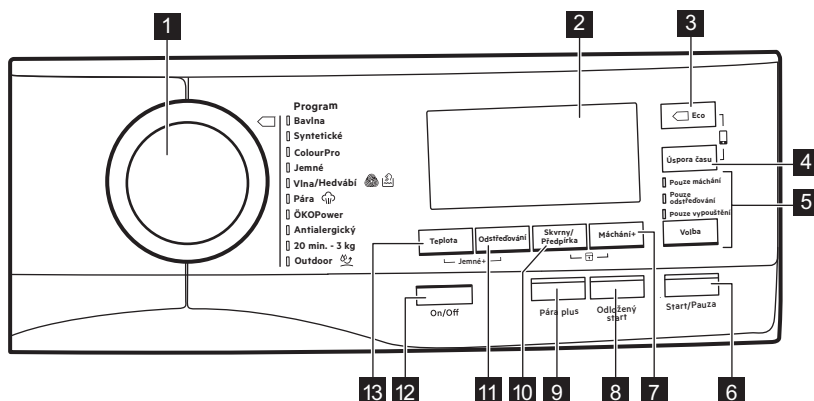 1
2
3
Program
Bavlna
Syntetické
ColourPro
Jemné
Vlna/Hedvábí
Pára
ÖKOPower
Antialergický
20 min. - 3 kg
Outdoor
Eco
Úspora času
4
Pouze máchání
Pouze
odstřeďování
Pouze vypouštění
5
Volba
Teplota
Odstřeďování
Skvrny/
Předpírka
Máchání+
Jemné+
On/Off
Pára plus
Odložený
start
Start/Pauza
13
12
11
10
9
8
7
6